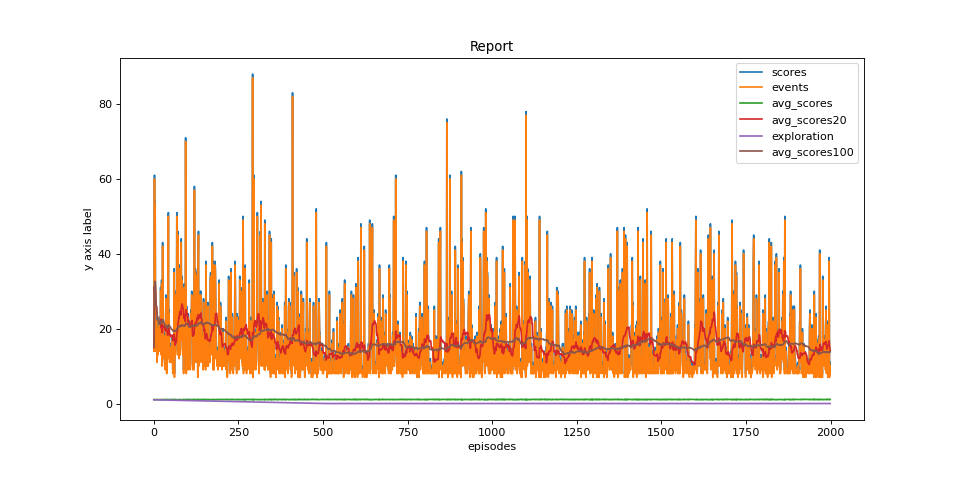 Report
scores
events
avg_scores
avg_scores20
exploration
avg_scores100
y axis label
80
60
40
20
0
0 250 500 750 1000 1250 1500 1750 2000
episodes